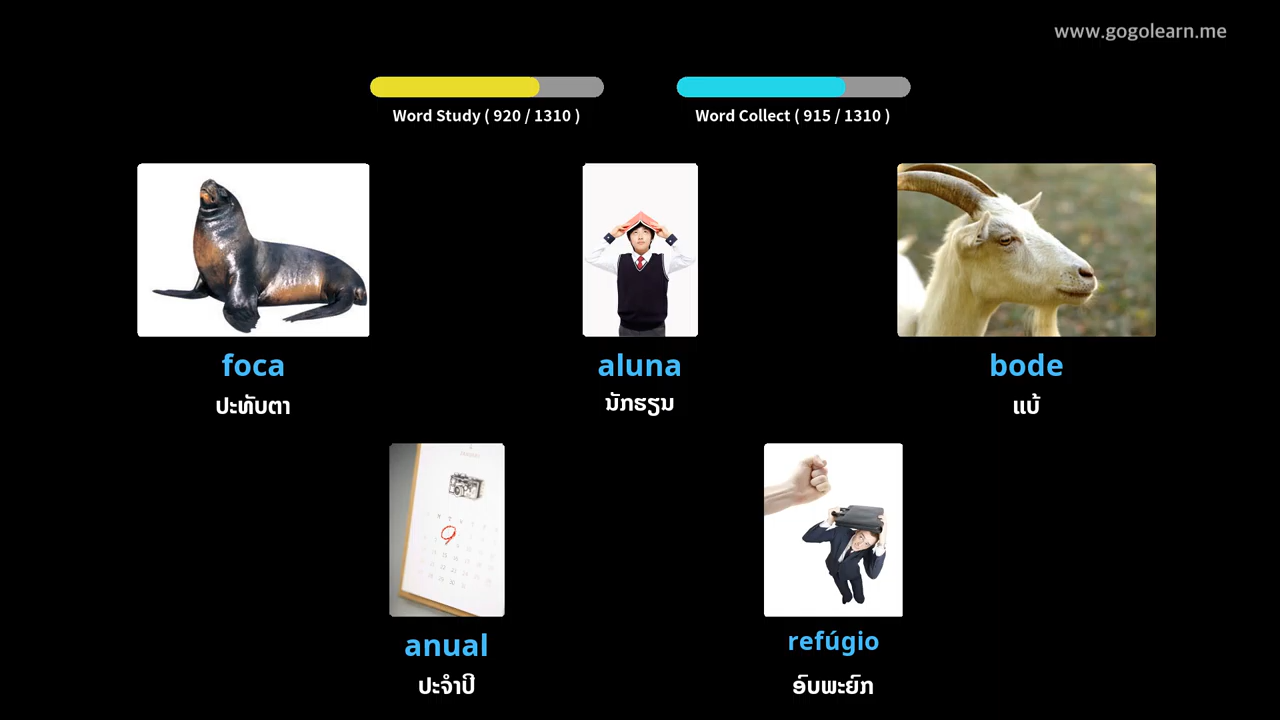 www.gogolearn.me
Word Study ( 920 / 1310 )
Word Collect ( 915 / 1310 )
foca
ປະທັບຕາ
aluna
ນັກຮຽນ
bode
ແບ້
anual
ປະຈຳປີ
refúgio
ອົບພະຍົກ